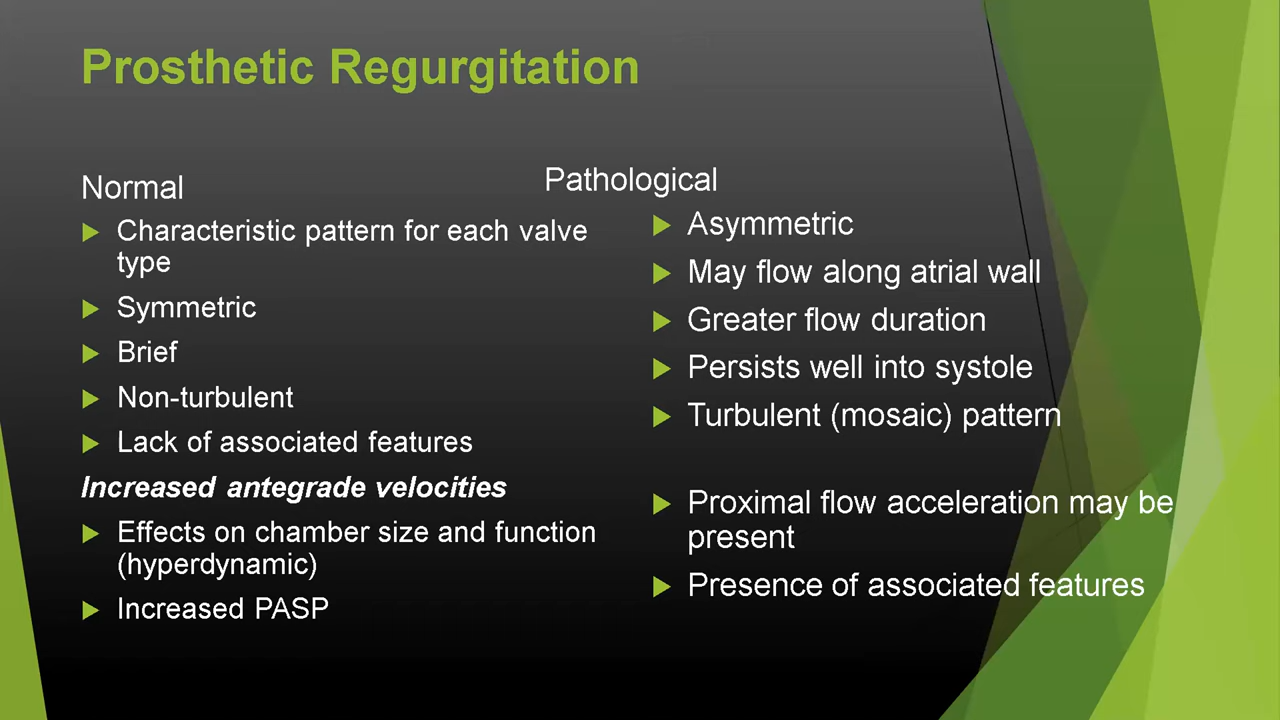 Prosthetic Regurgitation
Normal
Characteristic pattern for each valve
type
Symmetric
Brief
Non-turbulent
Lack of associated features
Increased antegrade velocities
Effects on chamber size and function
(hyperdynamic)
Increased PASP
Pathological
Asymmetric
May flow along atrial wall
Greater flow duration
Persists well into systole
Turbulent (mosaic) pattern
Proximal flow acceleration may be
present
Presence of associated features